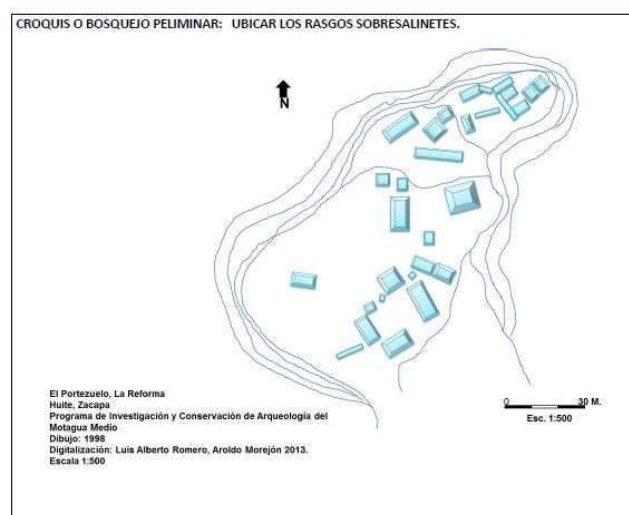 CROQUIS O BOSQUEJO PELIMINAR: UBICAR LOS RASGOS SOBRESALINETES.
N
El Portezuelo, La Reforma
Huite, Zacapa
Programa de Investigación y Conservación de Arqueología del
Motagua Medio
Dibujo: 1998
Digitalización: Luis Alberto Romero, Aroldo Morejón 2013.
Escala 1:500
0 30 M.
Esc. 1:500